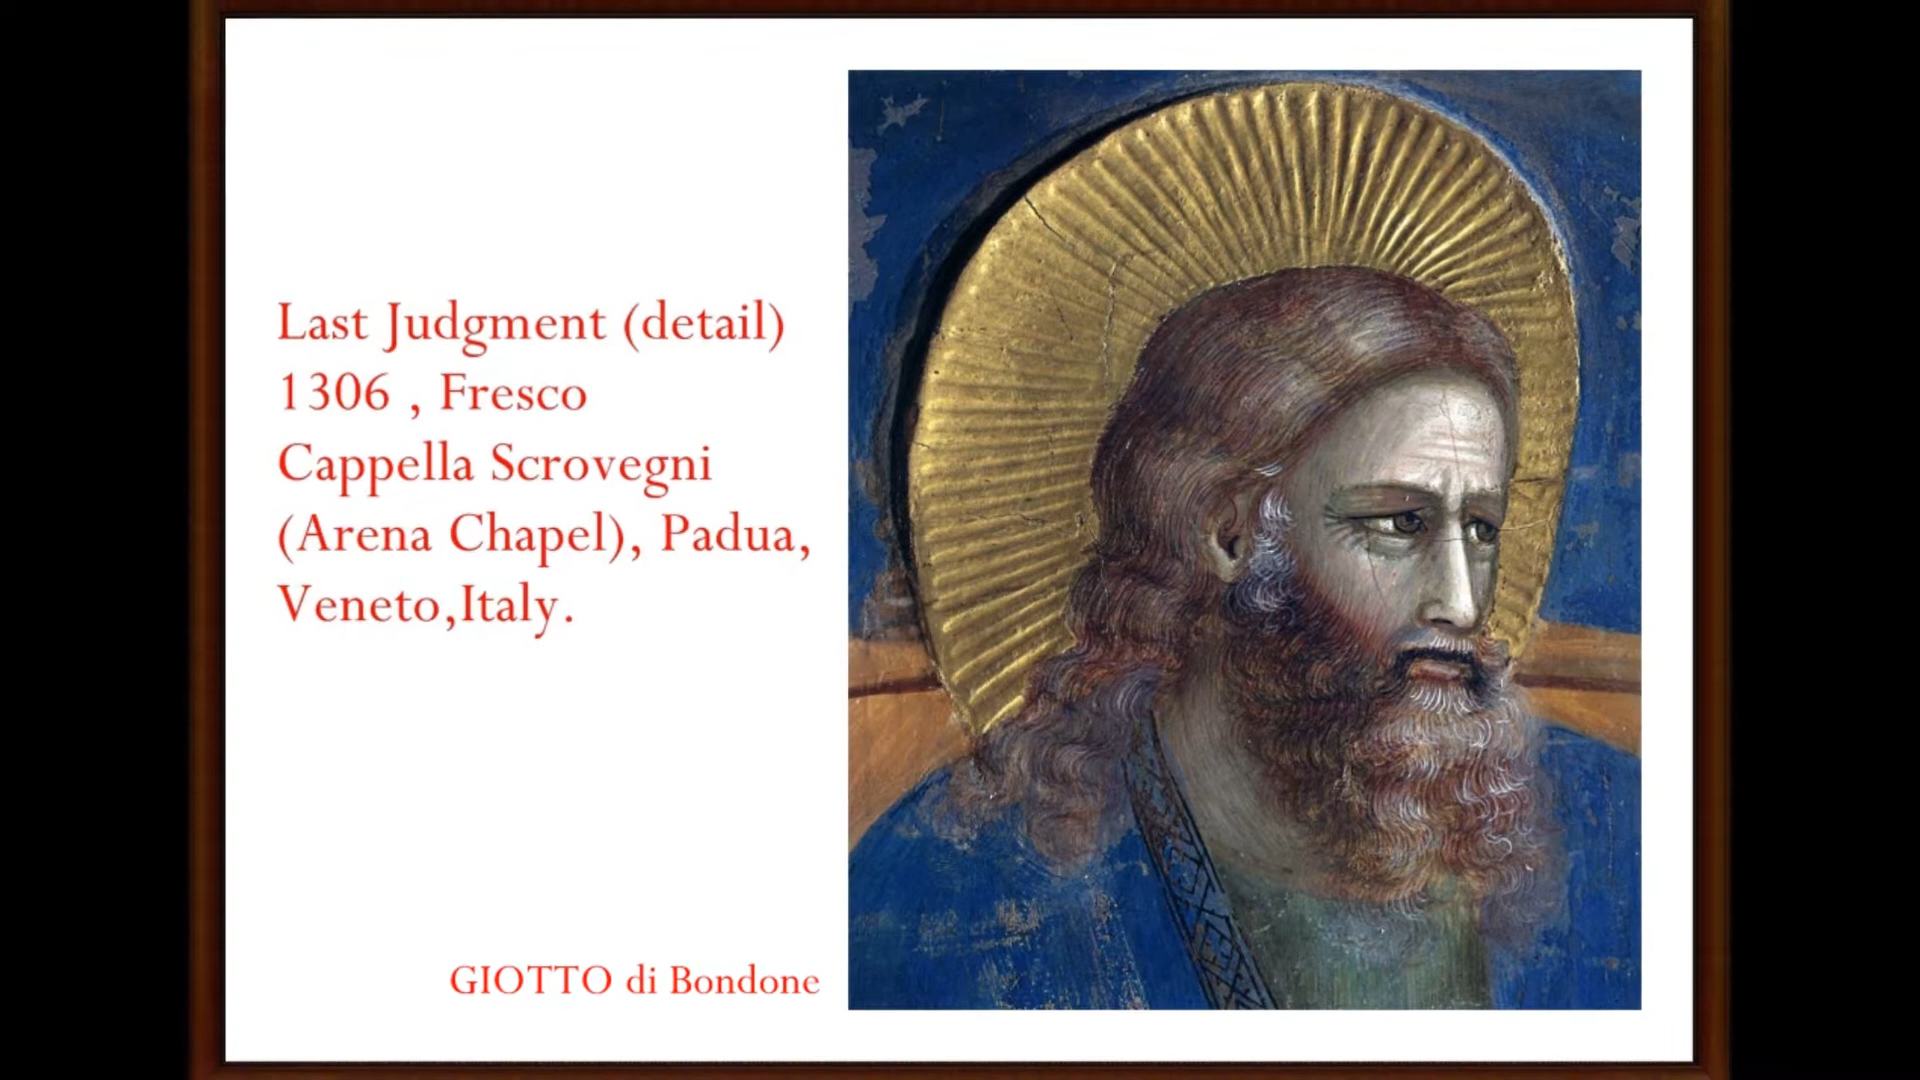 Last Judgment (detail)
1306 , Fresco
Cappella Scrovegni
(Arena Chapel), Padua,
Veneto,Italy.
GIOTTO di Bondone